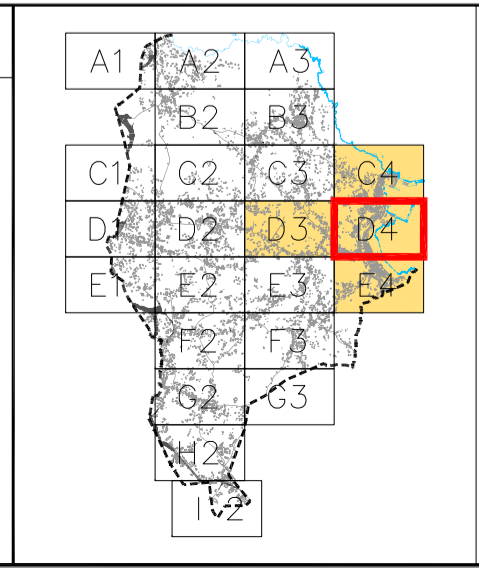 A1 A2 A3
B2 B3
C1 C2 C3 C4
D1 D2 D3 D4
E1 E2 E3 E4
F2 F3
G2 G3
H2
I 2